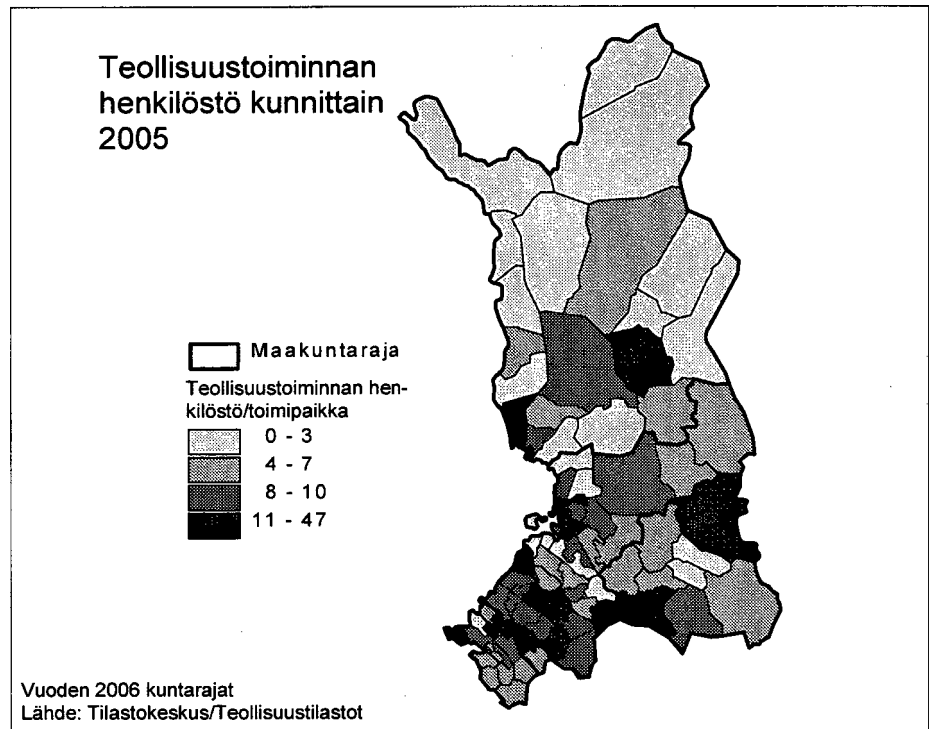 Teollisuustoiminnan
henkilöstö kunnittain
2005
Maakuntaraja
Teollisuustoiminnan hen-
kilöstö/toimipaikka
0 - 3
4 - 7
8 - 10
11 - 47
Vuoden 2006 kuntarajat
Lähde: Tilastokeskus/Teollisuustilastot